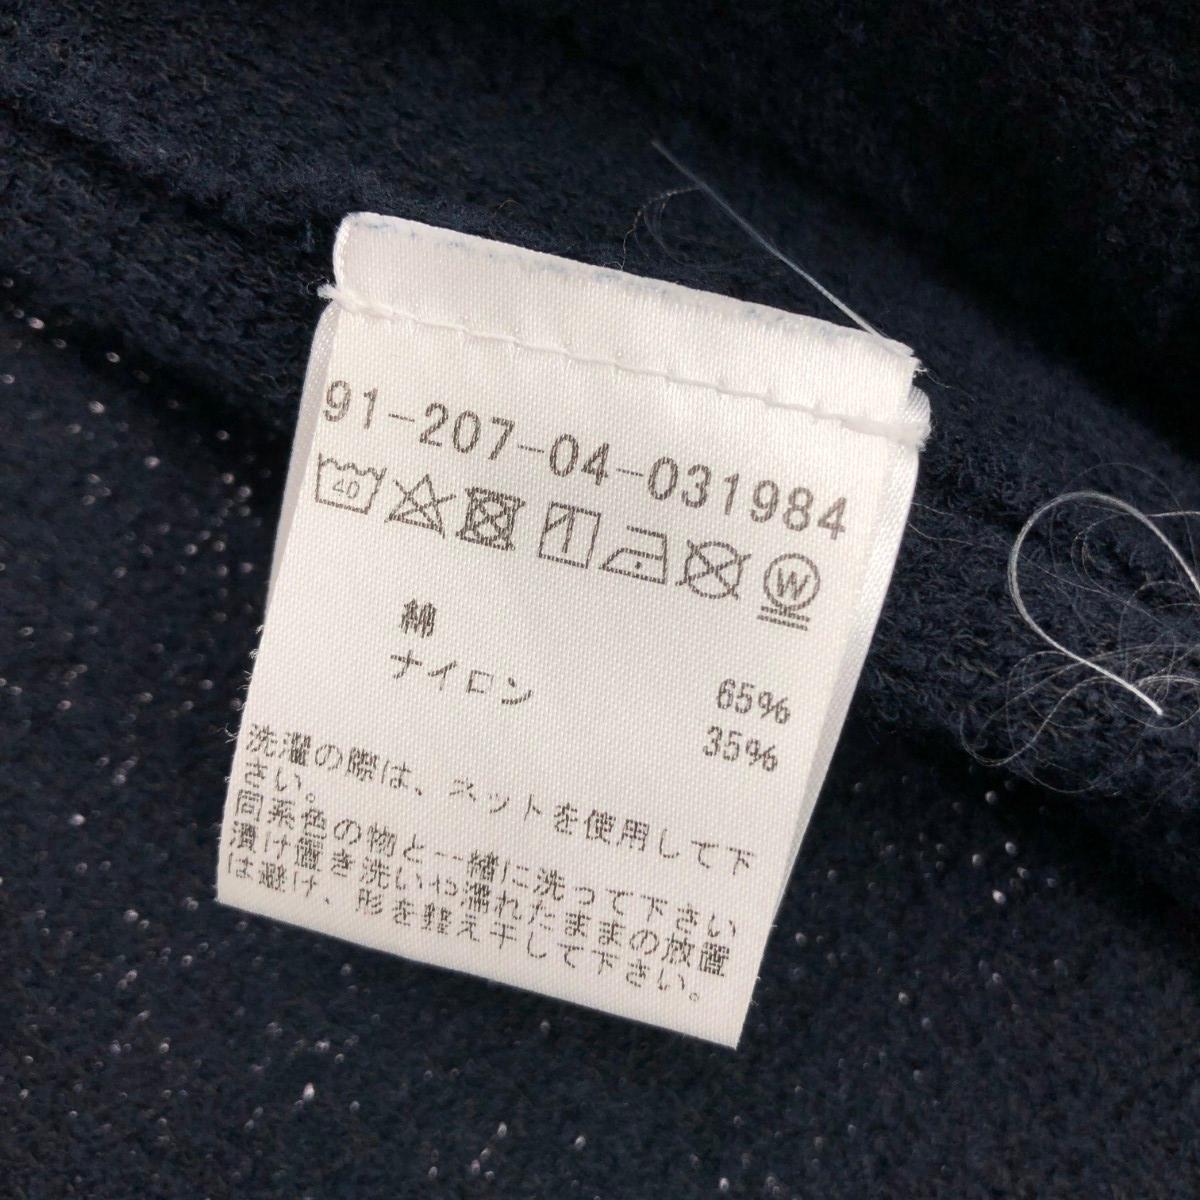 91-207-04-031984
40
W
綿 65%
ナイロン 35%
洗濯の際は、ネットを使用して下
さい。
同系色の物と一緒に洗って下さい
漬け置き洗いや濡れたままの放置
は避け、形を整え干して下さい。